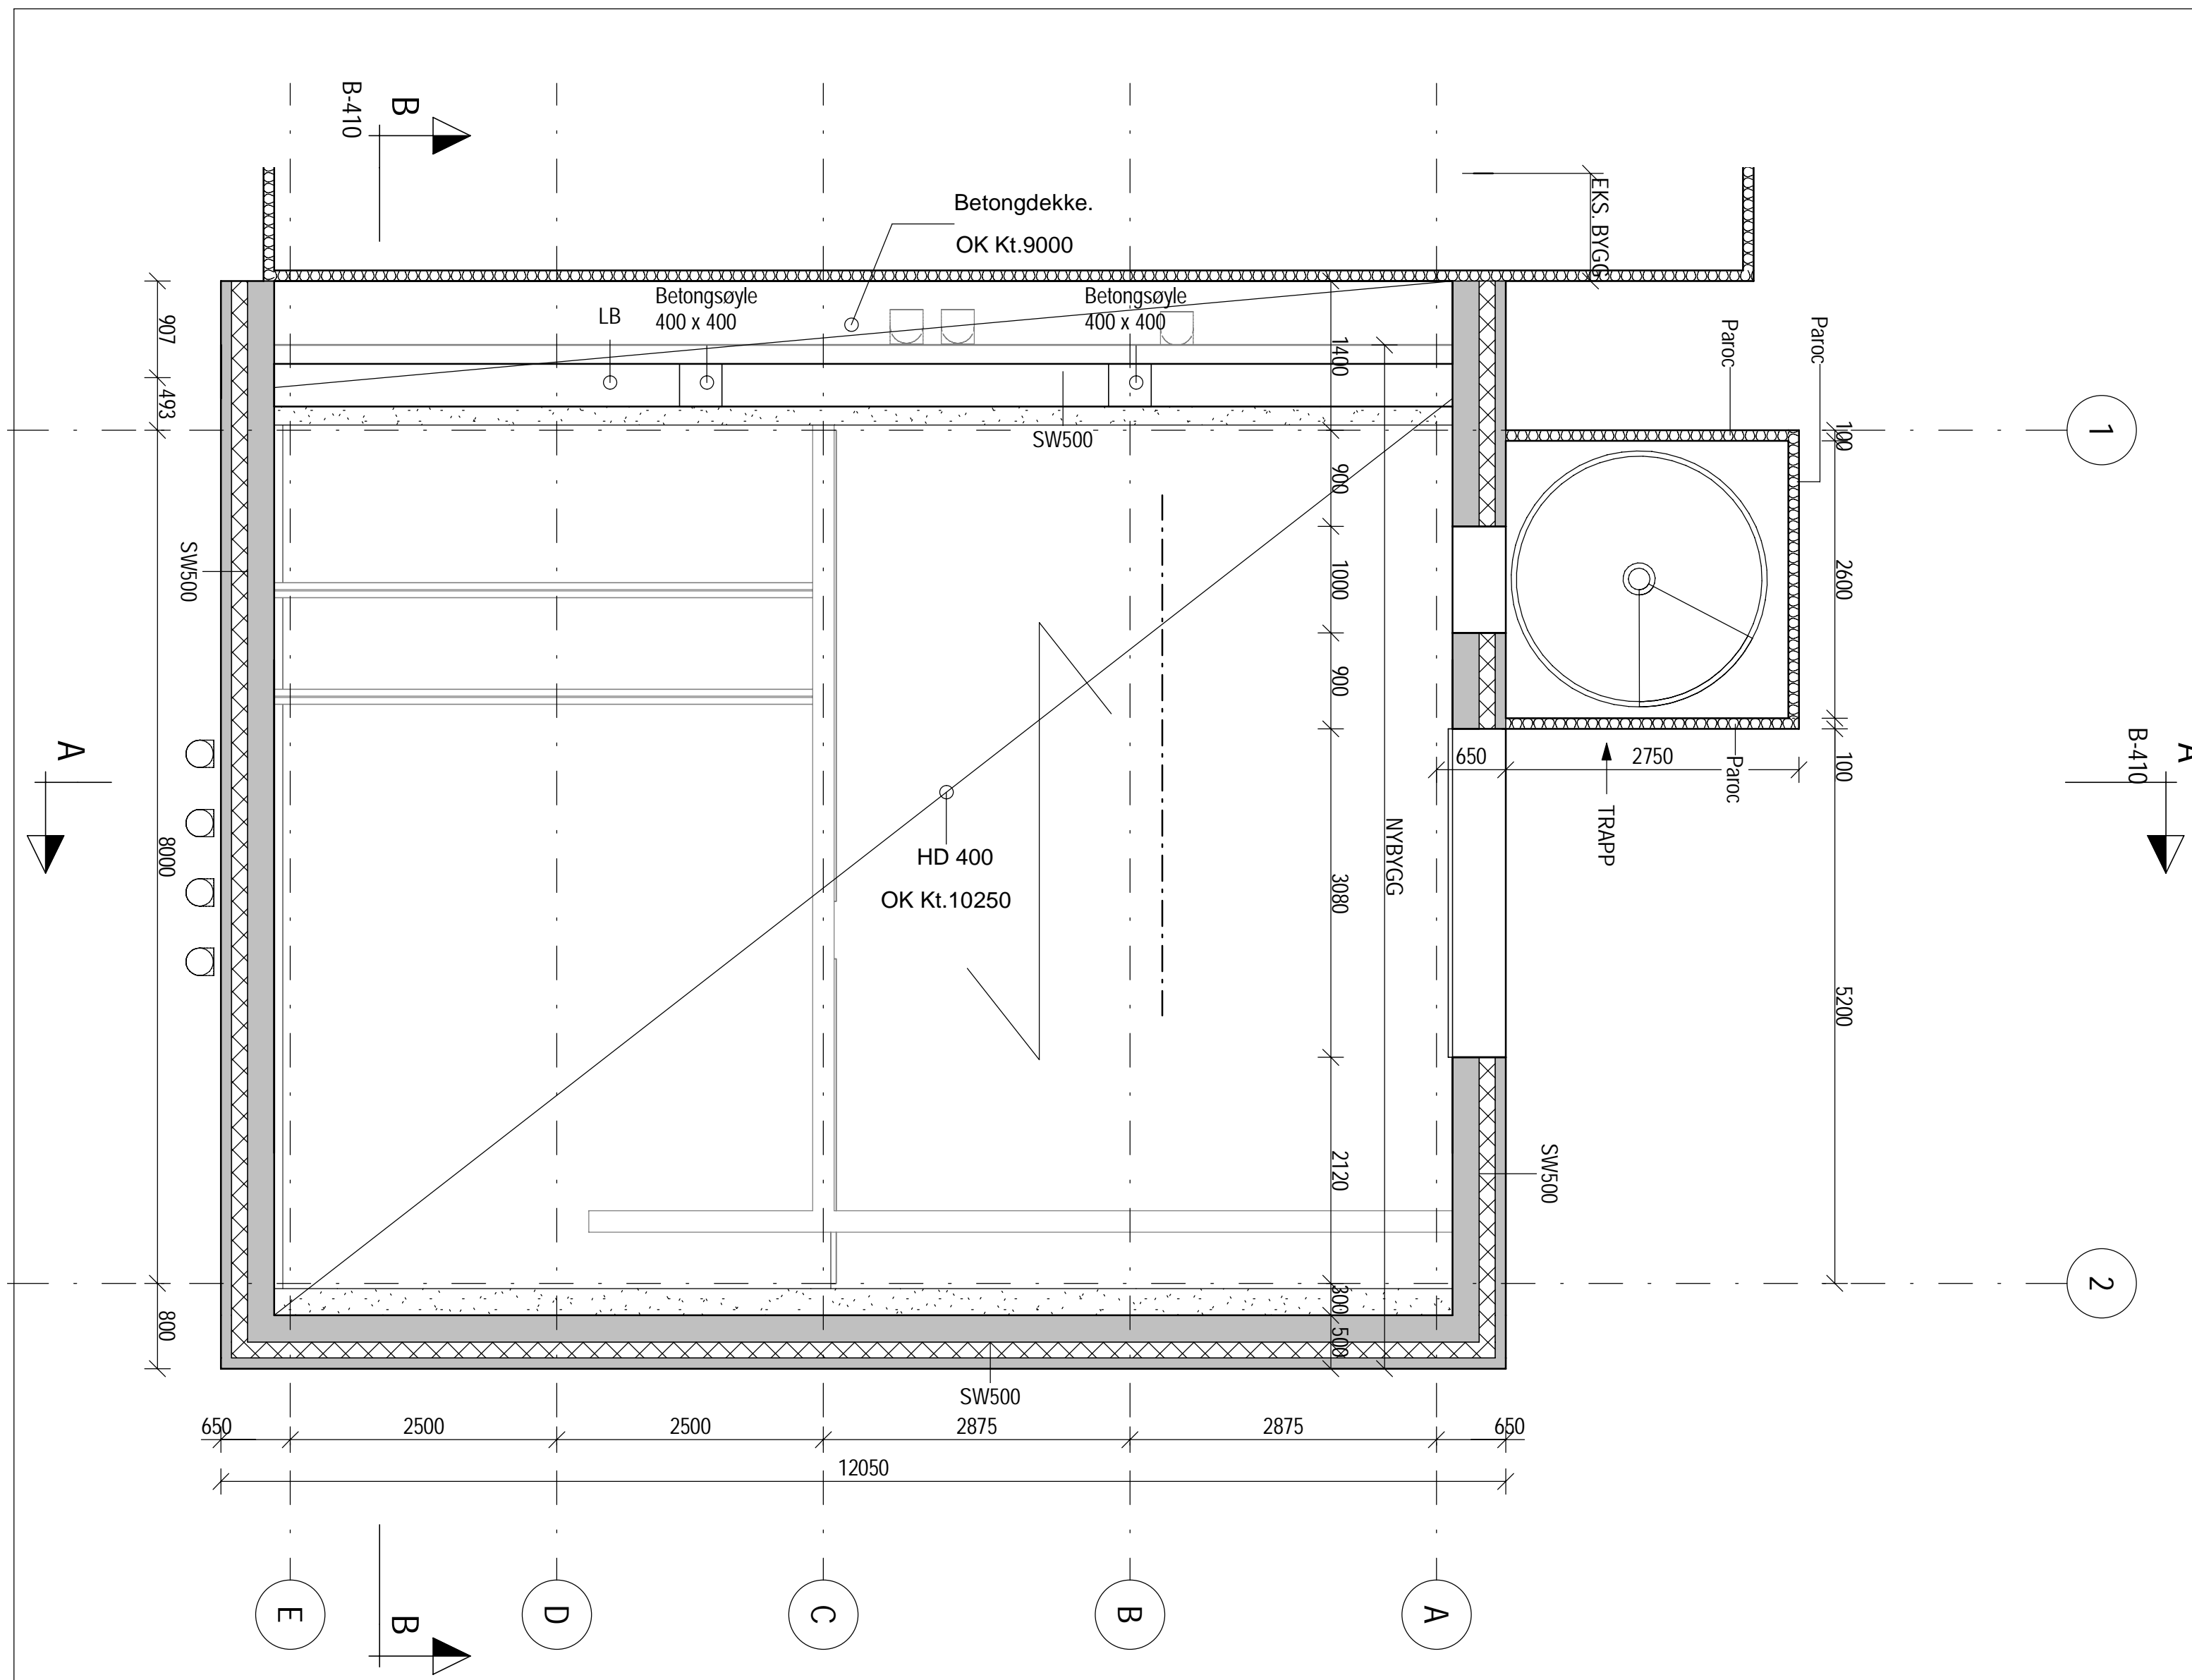 B
B-410
Betongdekke.
OK Kt.9000
EKS. BYGG
Betongsøyle
400 x 400
Betongsøyle
400 x 400
LB
907
493
1400
Paroc
Paroc
1
100
SW500
900
SW500
1000
2600
900
A
650
2750
Paroc
100
A
B-410
TRAPP
8000
HD 400
OK Kt.10250
NYBYGG
3080
5200
2120
SW500
2
300
800
500
SW500
650
2500
2500
2875
2875
650
12050
E
D
C
B
A
B